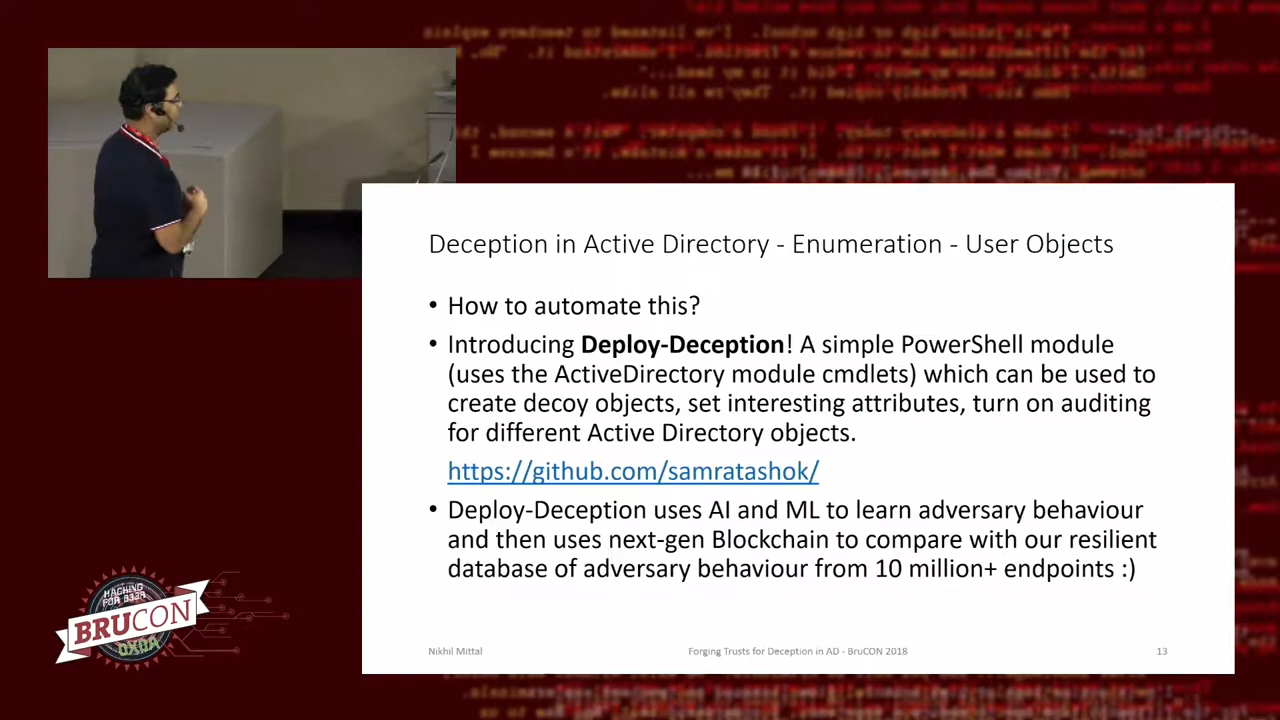 Deception in Active Directory - Enumeration - User Objects
• How to automate this?
• Introducing Deploy-Deception! A simple PowerShell module
(uses the ActiveDirectory module cmdlets) which can be used to
create decoy objects, set interesting attributes, turn on auditing
for different Active Directory objects.
https://github.com/samratashok/
• Deploy-Deception uses AI and ML to learn adversary behaviour
and then uses next-gen Blockchain to compare with our resilient
database of adversary behaviour from 10 million+ endpoints :)
Nikhil Mittal
Forging Trusts for Deception in AD - BruCON 2018
13
HACKING
FOR B33R
BRUCON
0X0A